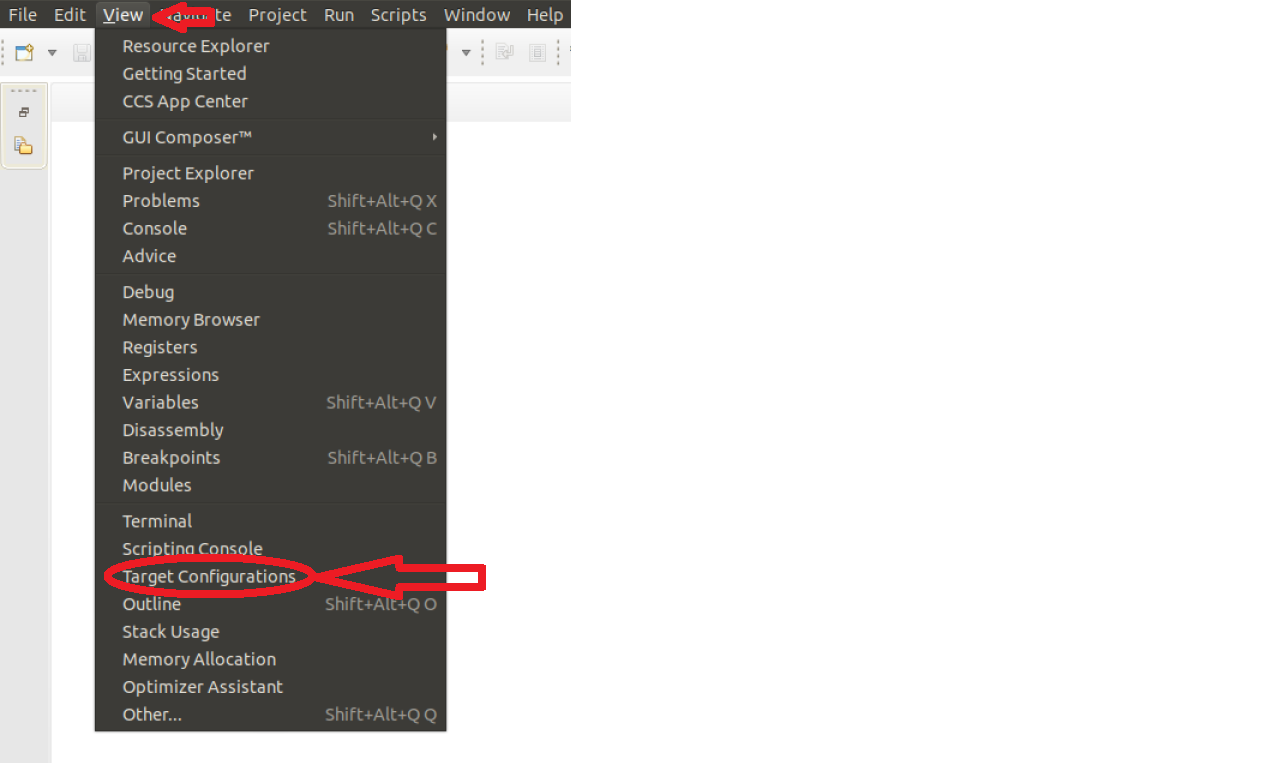 File Edit View Navigate Project Run Scripts Window Help
Resource Explorer
Getting Started
CCS App Center
GUI Composer™
Project Explorer
Problems Shift+Alt+Q X
Console Shift+Alt+Q C
Advice
Debug
Memory Browser
Registers
Expressions
Variables Shift+Alt+Q V
Disassembly
Breakpoints Shift+Alt+Q B
Modules
Terminal
Scripting Console
Target Configurations
Outline Shift+Alt+Q O
Stack Usage
Memory Allocation
Optimizer Assistant
Other... Shift+Alt+Q Q